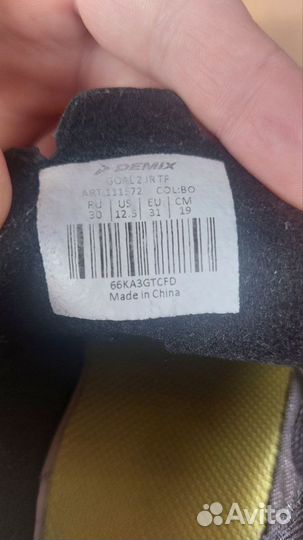 DEMIX
GOAL 2 JR TF
ART:111572 COL:BO
RU US EU CM
30 12.5 31 19
66KA3GTCFD
Made in China
Avito